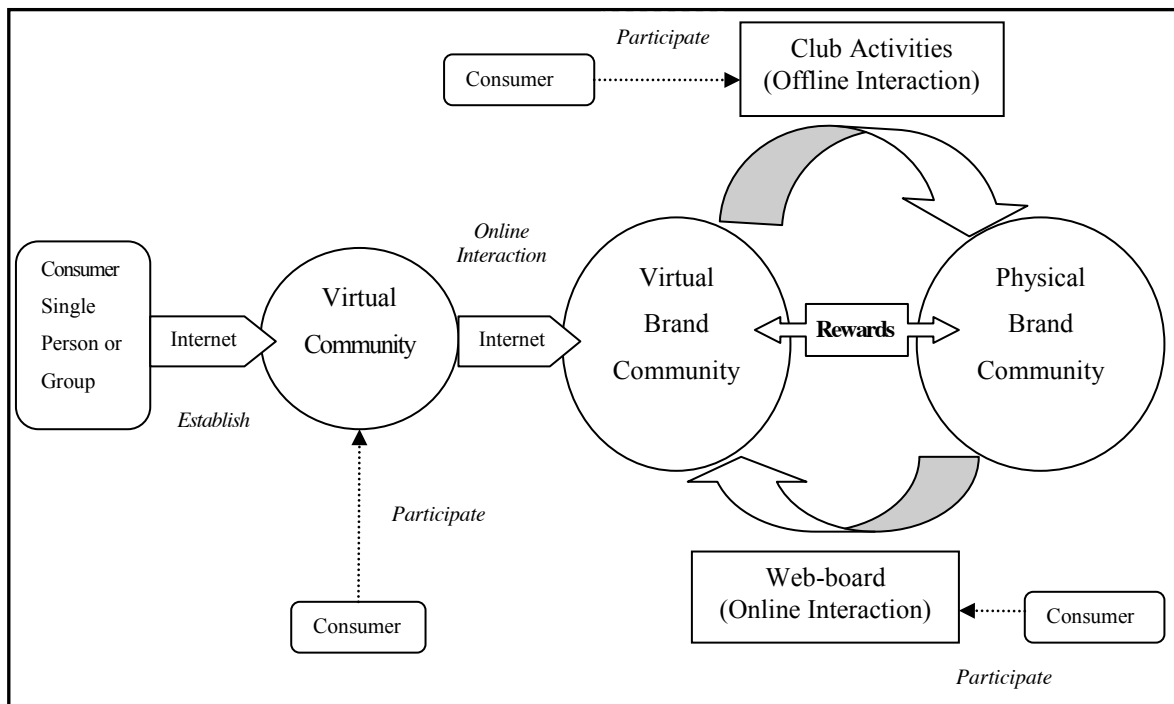 Participate
Club Activities
(Offline Interaction)
Consumer
Consumer
Single
Person or
Group
Internet
Establish
Virtual
Community
Online
Interaction
Internet
Virtual
Brand
Community
Rewards
Physical
Brand
Community
Participate
Consumer
Web-board
(Online Interaction)
Consumer
Participate